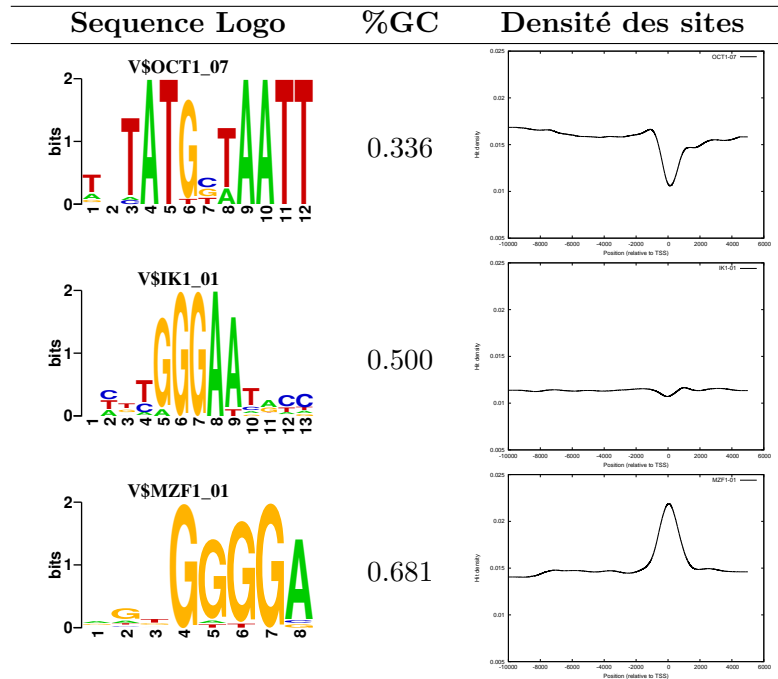 Sequence Logo %GC Densité des sites
V$OCT1_07
bits
2
1
0
1 2 3 4 5 6 7 8 9 10 11 12
0.336
OCT1-07
Hit density
0.025
0.02
0.015
0.01
0.005
-10000 -8000 -6000 -4000 -2000 0 2000 4000 6000
Position (relative to TSS)
V$IK1_01
bits
2
1
0
1 2 3 4 5 6 7 8 9 10 11 12 13
0.500
IK1-01
Hit density
0.025
0.02
0.015
0.01
0.005
-10000 -8000 -6000 -4000 -2000 0 2000 4000 6000
Position (relative to TSS)
V$MZF1_01
bits
2
1
0
1 2 3 4 5 6 7 8
0.681
MZF1-01
Hit density
0.025
0.02
0.015
0.01
0.005
-10000 -8000 -6000 -4000 -2000 0 2000 4000 6000
Position (relative to TSS)